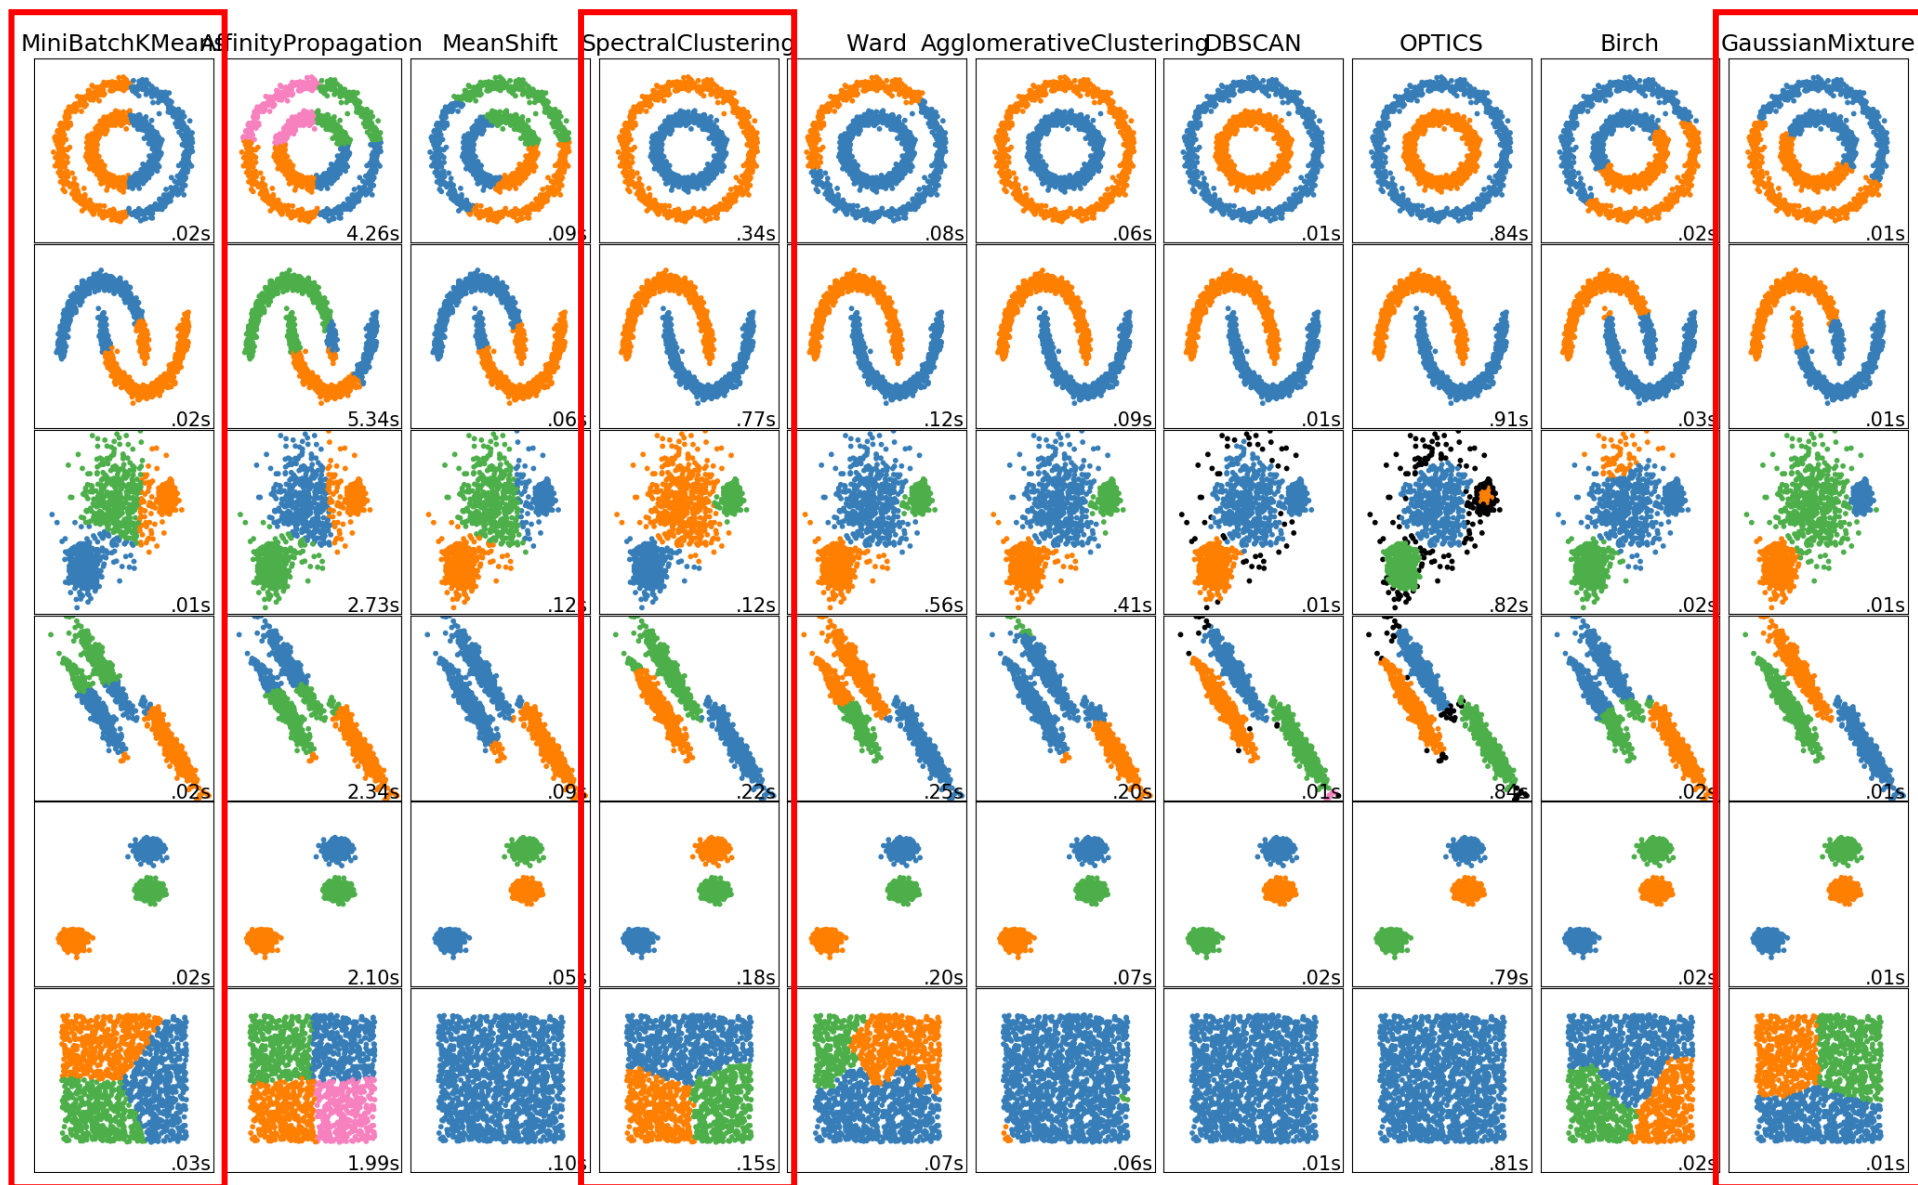 MiniBatchKMeans AffinityPropagation MeanShift SpectralClustering Ward AgglomerativeClustering DBSCAN OPTICS Birch GaussianMixture
.02s 4.26s .09s .34s .08s .06s .01s .84s .02s .01s
.02s 5.34s .06s .77s .12s .09s .01s .91s .03s .01s
.01s 2.73s .12s .12s .56s .41s .01s .82s .02s .01s
.02s 2.34s .09s .22s .25s .20s .01s .84s .02s .01s
.02s 2.10s .05s .18s .20s .07s .02s .79s .02s .01s
.03s 1.99s .10s .15s .07s .06s .01s .81s .02s .01s